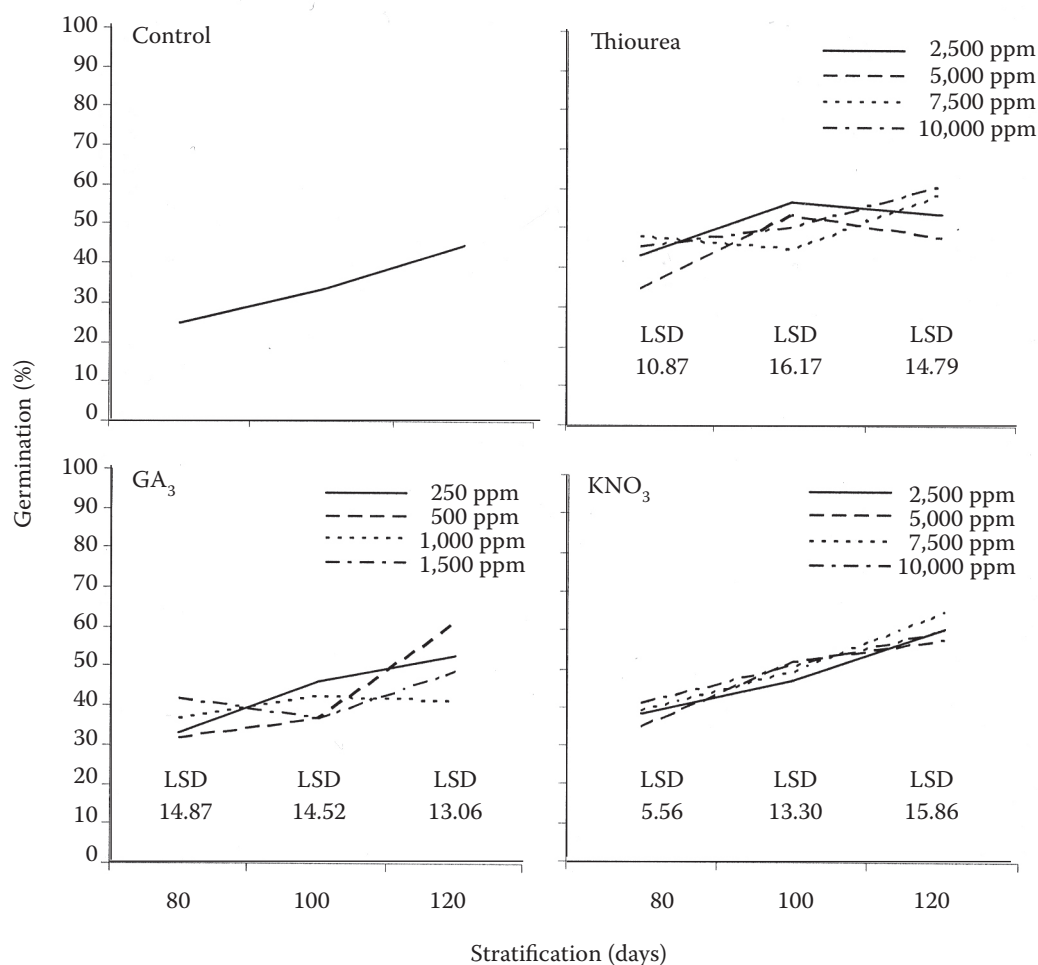 Germination (%)
Control
100
90
80
70
60
50
40
30
20
10
0
Thiourea
2,500 ppm
5,000 ppm
7,500 ppm
10,000 ppm
LSD LSD LSD
10.87 16.17 14.79
GA3
100
90
80
70
60
50
40
30
20
10
0
250 ppm
500 ppm
1,000 ppm
1,500 ppm
LSD LSD LSD
14.87 14.52 13.06
80 100 120
KNO3
2,500 ppm
5,000 ppm
7,500 ppm
10,000 ppm
LSD LSD LSD
5.56 13.30 15.86
80 100 120
Stratification (days)